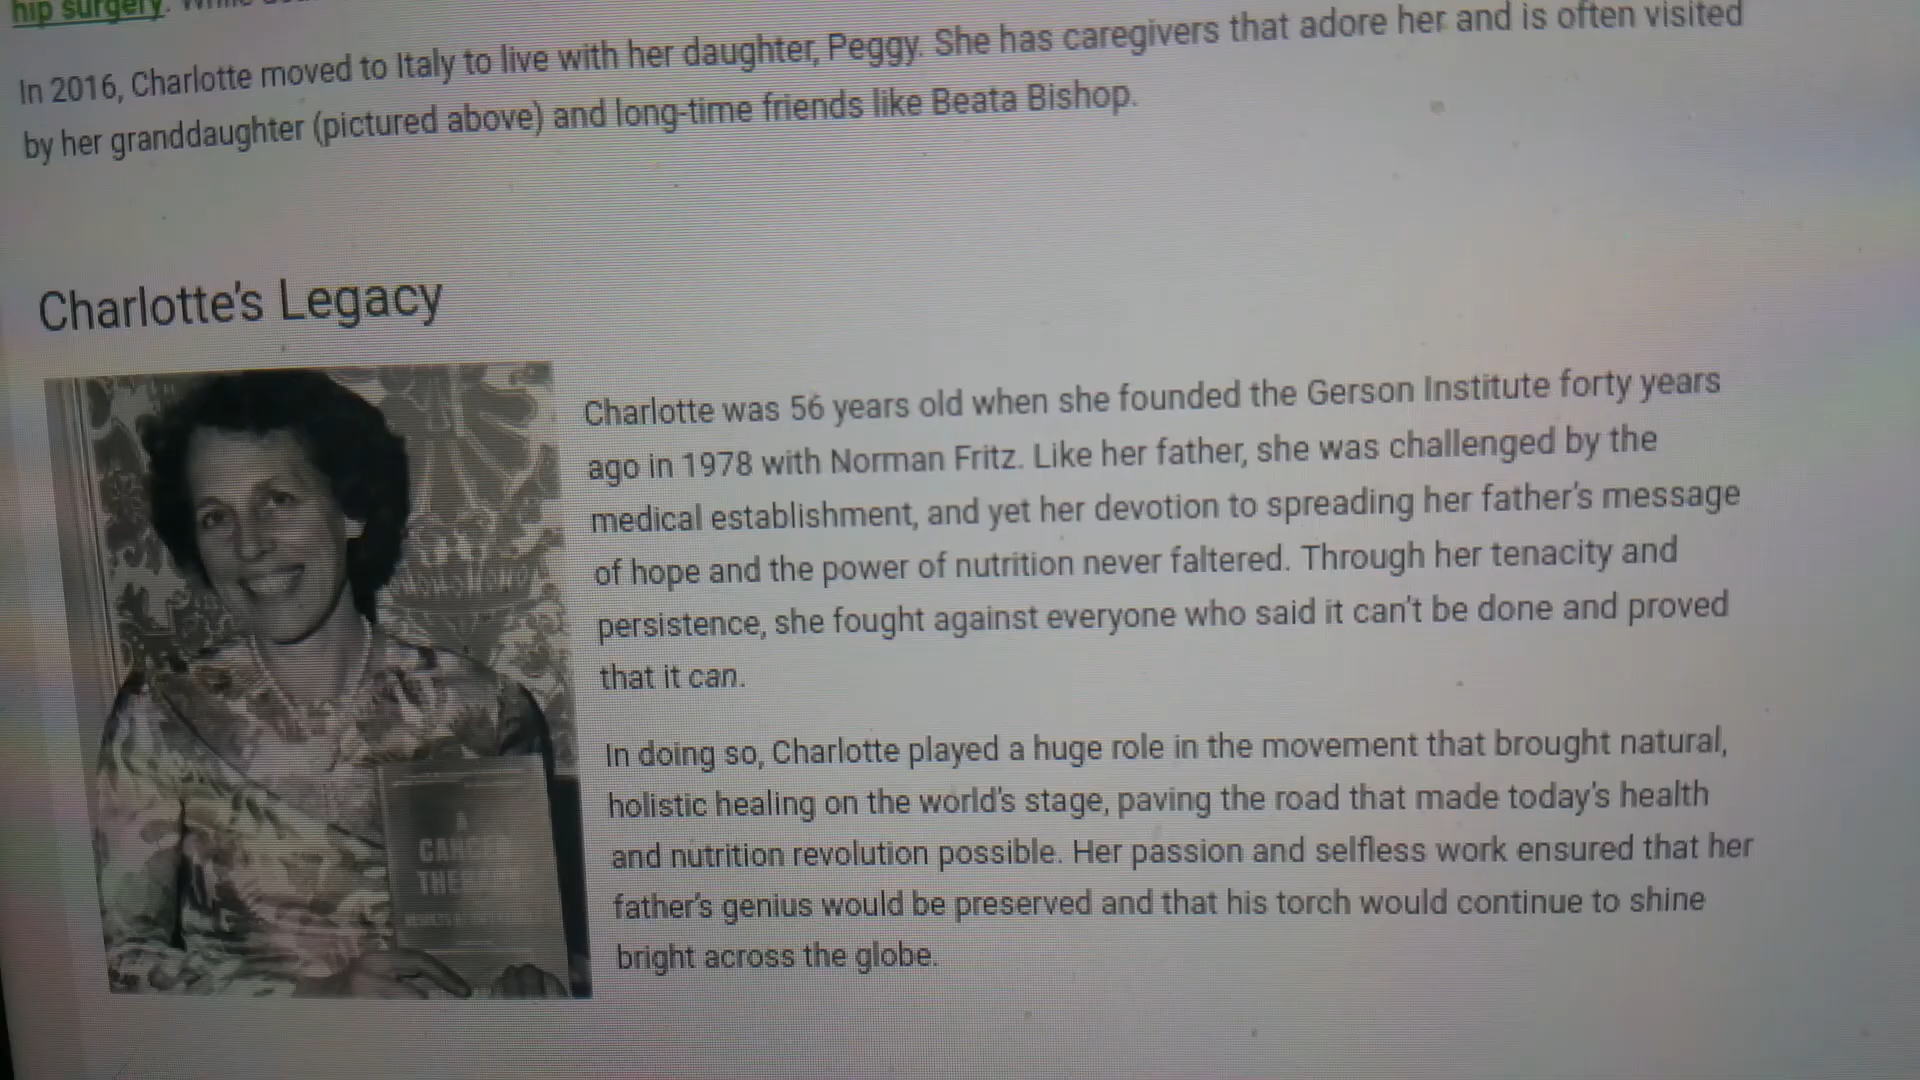 hip surgery.
In 2016, Charlotte moved to Italy to live with her daughter, Peggy. She has caregivers that adore her and is often visited
by her granddaughter (pictured above) and long-time friends like Beata Bishop.
Charlotte's Legacy
Charlotte was 56 years old when she founded the Gerson Institute forty years
ago in 1978 with Norman Fritz. Like her father, she was challenged by the
medical establishment, and yet her devotion to spreading her father's message
of hope and the power of nutrition never faltered. Through her tenacity and
persistence, she fought against everyone who said it can't be done and proved
that it can.
In doing so, Charlotte played a huge role in the movement that brought natural,
holistic healing on the world's stage, paving the road that made today's health
and nutrition revolution possible. Her passion and selfless work ensured that her
father's genius would be preserved and that his torch would continue to shine
bright across the globe.
A
CANCER
THERAPY